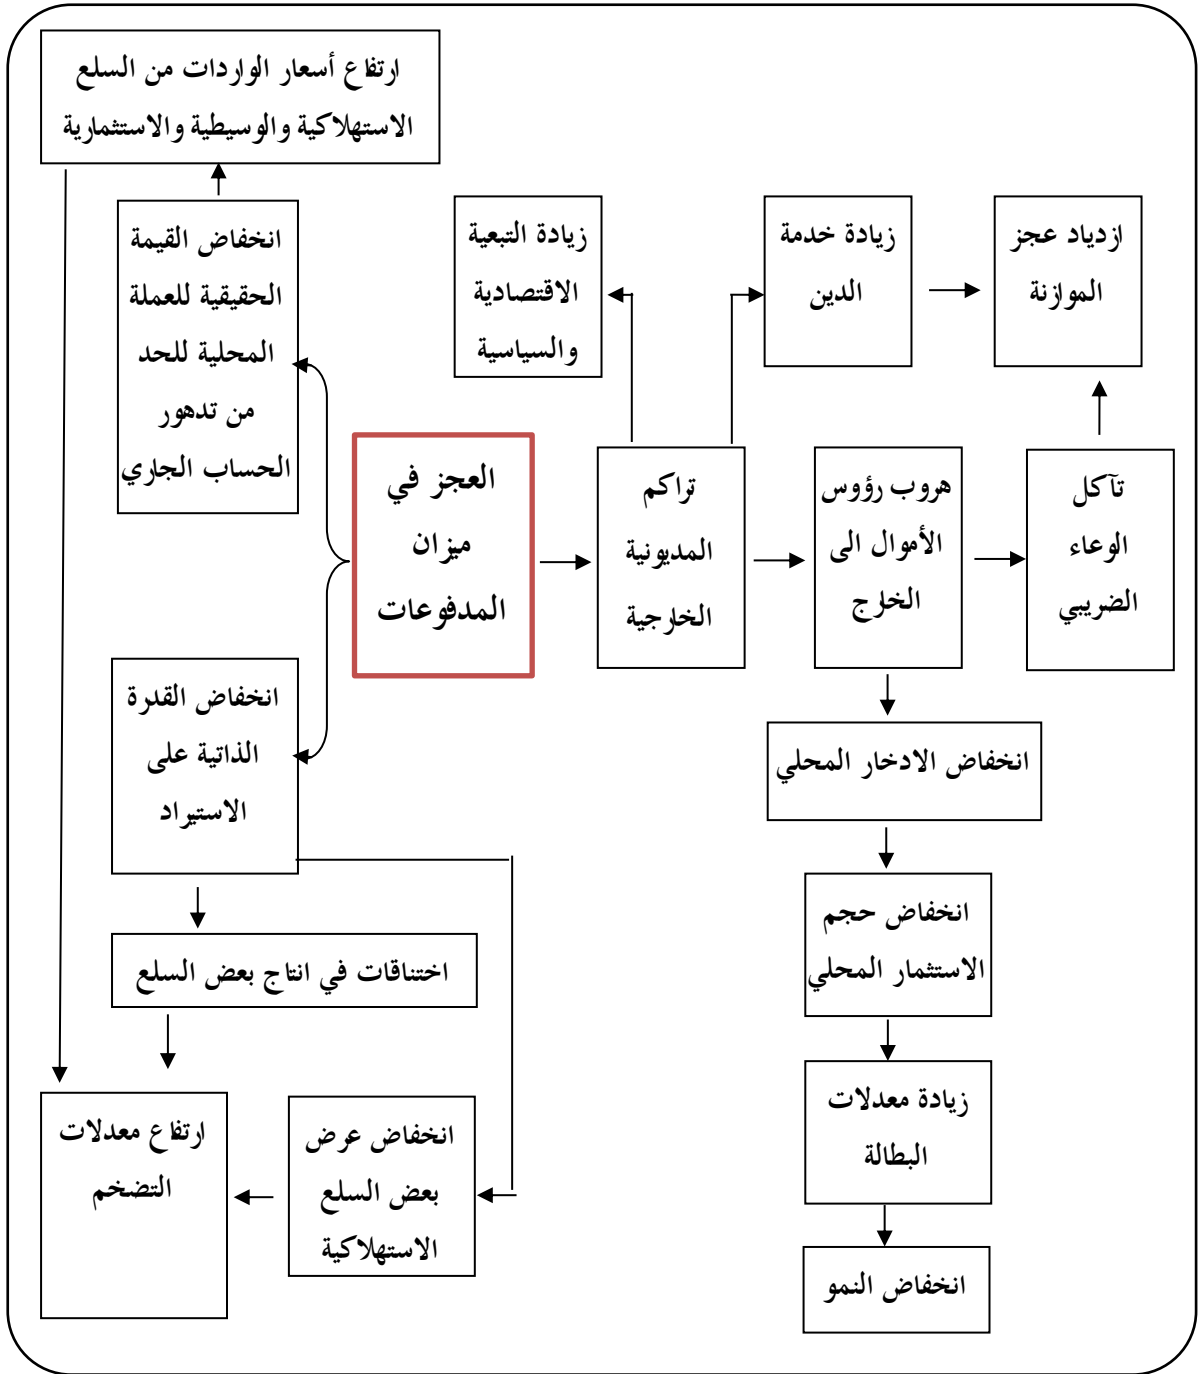 ارتفاع أسعار الواردات من السلع
الاستهلاكية والوسيطية والاستثمارية
ازدياد عجز
الموازنة
زيادة خدمة
الدين
زيادة التبعية
الاقتصادية
والسياسية
انخفاض القيمة
الحقيقية للعملة
المحلية للحد
من تدهور
الحساب الجاري
تآكل
الوعاء
الضريبي
هروب رؤوس
الأموال الى
الخارج
تراكم
المديونية
الخارجية
العجز في
ميزان
المدفوعات
انخفاض القدرة
الذاتية على
الاستيراد
انخفاض الادخار المحلي
انخفاض حجم
الاستثمار المحلي
اختناقات في انتاج بعض السلع
زيادة معدلات
البطالة
انخفاض عرض
بعض السلع
الاستهلاكية
ارتفاع معدلات
التضخم
انخفاض النمو